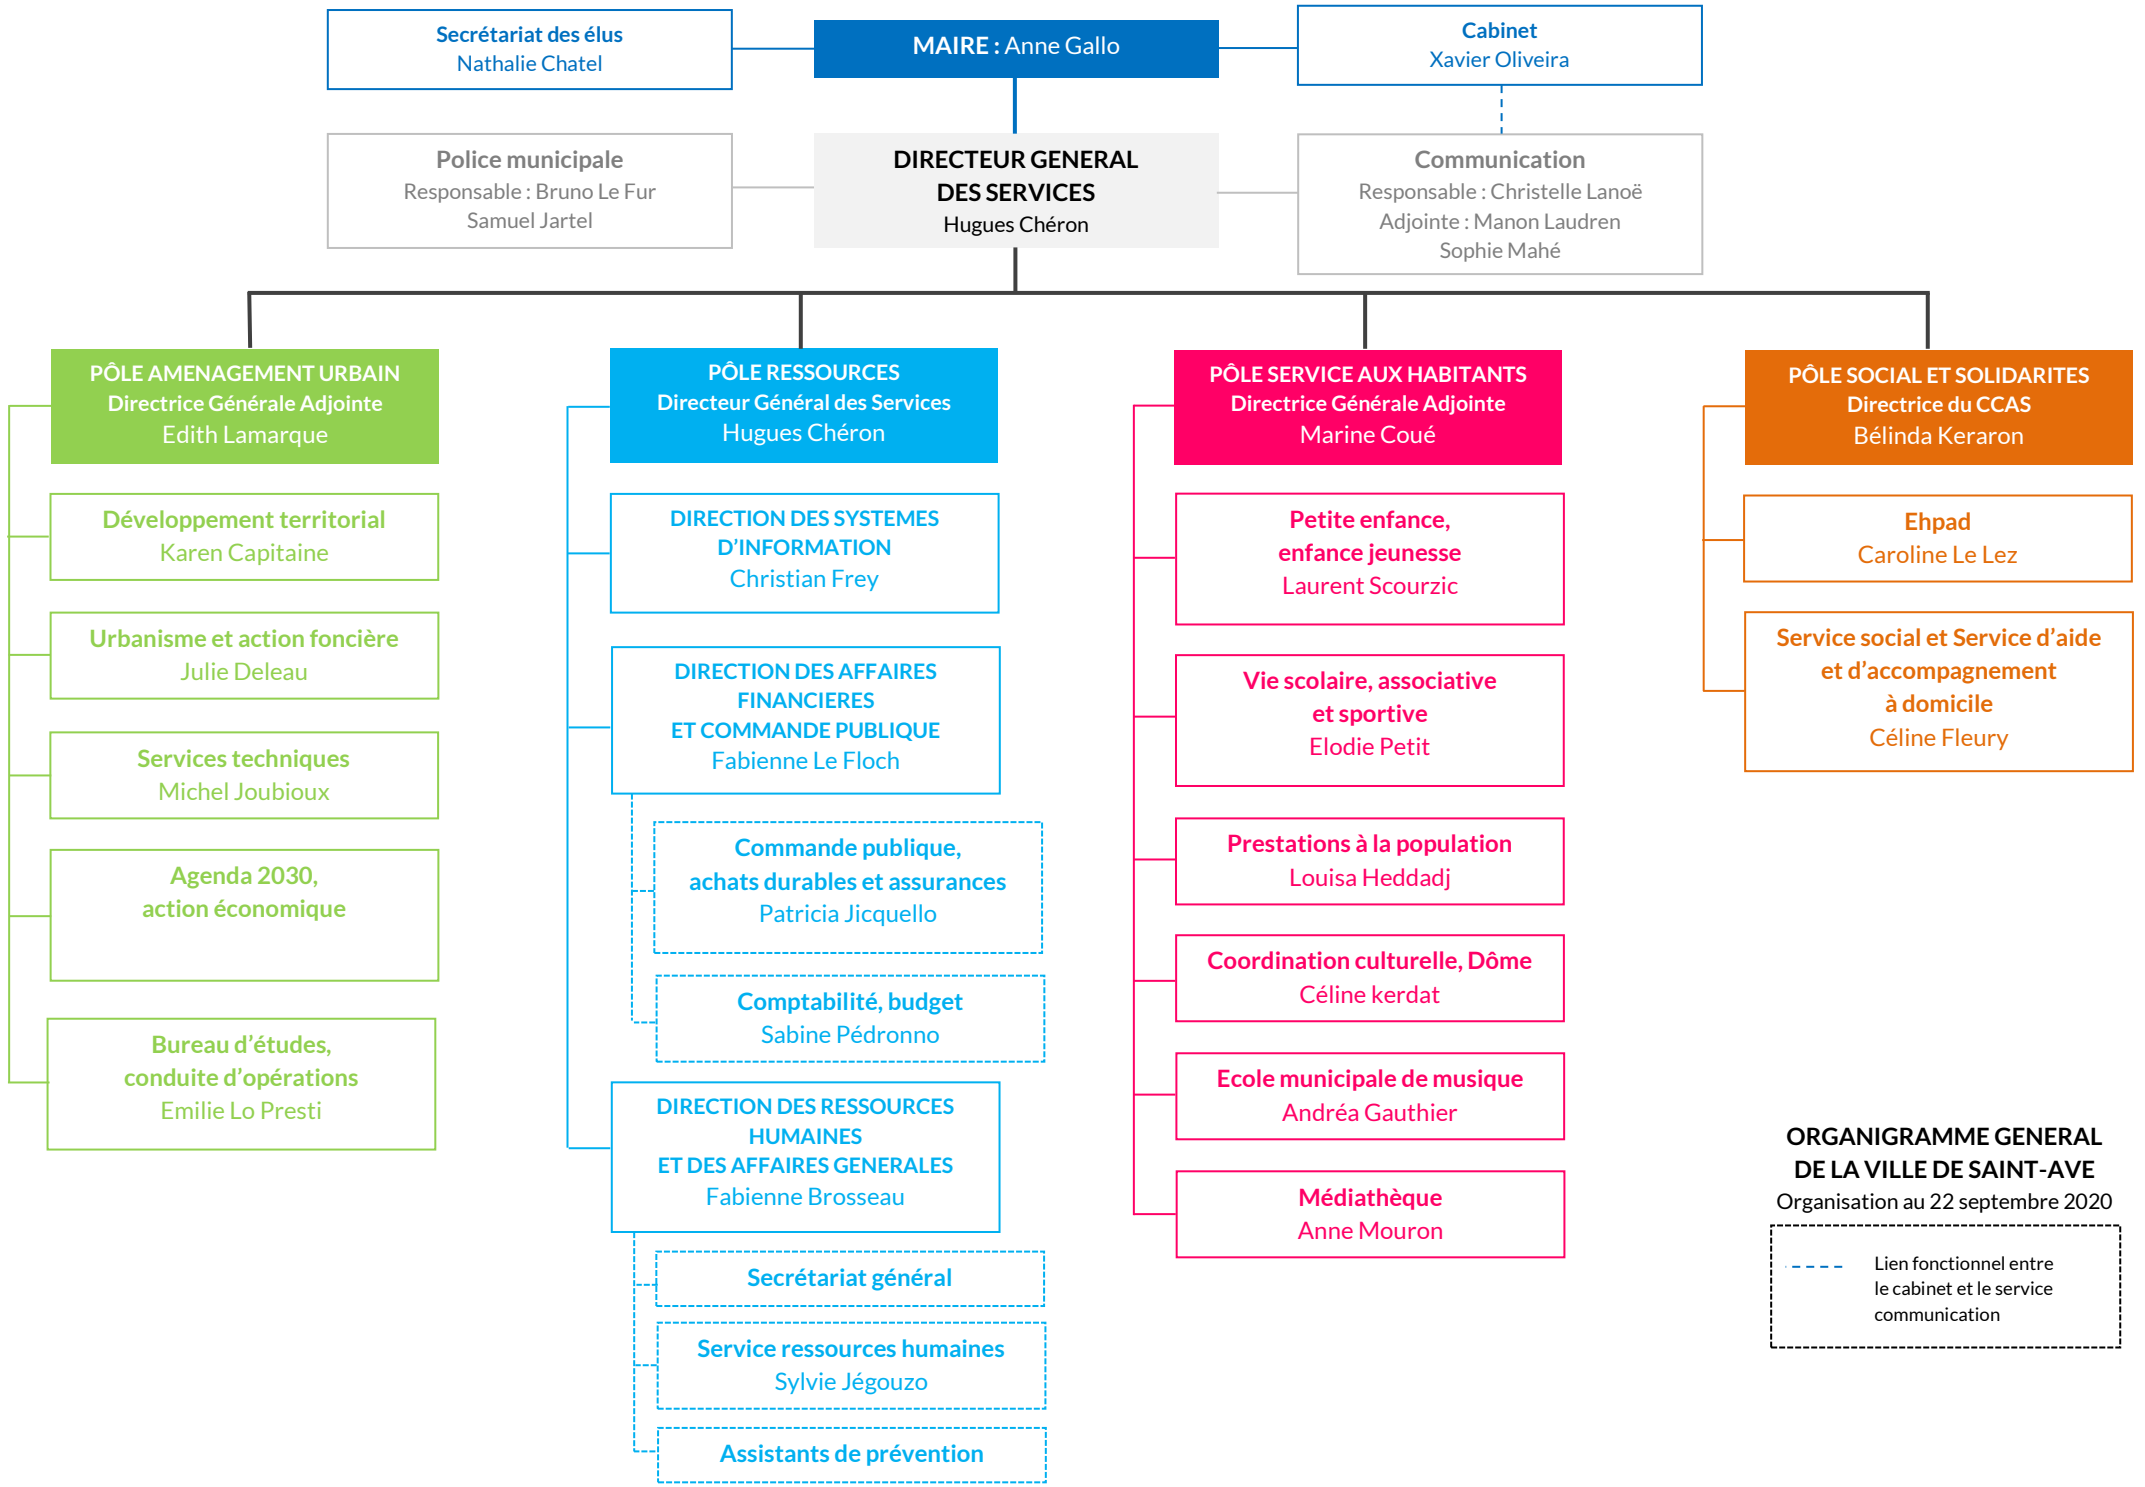 Secrétariat des élus
Nathalie Chatel
MAIRE : Anne Gallo
Cabinet
Xavier Oliveira
Police municipale
Responsable : Bruno Le Fur
Samuel Jartel
DIRECTEUR GENERAL
DES SERVICES
Hugues Chéron
Communication
Responsable : Christelle Lanoë
Adjointe : Manon Laudren
Sophie Mahé
PÔLE AMENAGEMENT URBAIN
Directrice Générale Adjointe
Edith Lamarque
Développement territorial
Karen Capitaine
Urbanisme et action foncière
Julie Deleau
Services techniques
Michel Joubioux
Agenda 2030,
action économique
Bureau d’études,
conduite d’opérations
Emilie Lo Presti
PÔLE RESSOURCES
Directeur Général des Services
Hugues Chéron
DIRECTION DES SYSTEMES
D’INFORMATION
Christian Frey
DIRECTION DES AFFAIRES
FINANCIERES
ET COMMANDE PUBLIQUE
Fabienne Le Floch
Commande publique,
achats durables et assurances
Patricia Jicquello
Comptabilité, budget
Sabine Pédronno
DIRECTION DES RESSOURCES
HUMAINES
ET DES AFFAIRES GENERALES
Fabienne Brosseau
Secrétariat général
Service ressources humaines
Sylvie Jégouzo
Assistants de prévention
PÔLE SERVICE AUX HABITANTS
Directrice Générale Adjointe
Marine Coué
Petite enfance,
enfance jeunesse
Laurent Scourzic
Vie scolaire, associative
et sportive
Elodie Petit
Prestations à la population
Louisa Heddadj
Coordination culturelle, Dôme
Céline kerdat
Ecole municipale de musique
Andréa Gauthier
Médiathèque
Anne Mouron
PÔLE SOCIAL ET SOLIDARITES
Directrice du CCAS
Bélinda Keraron
Ehpad
Caroline Le Lez
Service social et Service d’aide
et d’accompagnement
à domicile
Céline Fleury
ORGANIGRAMME GENERAL
DE LA VILLE DE SAINT-AVE
Organisation au 22 septembre 2020
Lien fonctionnel entre
le cabinet et le service
communication